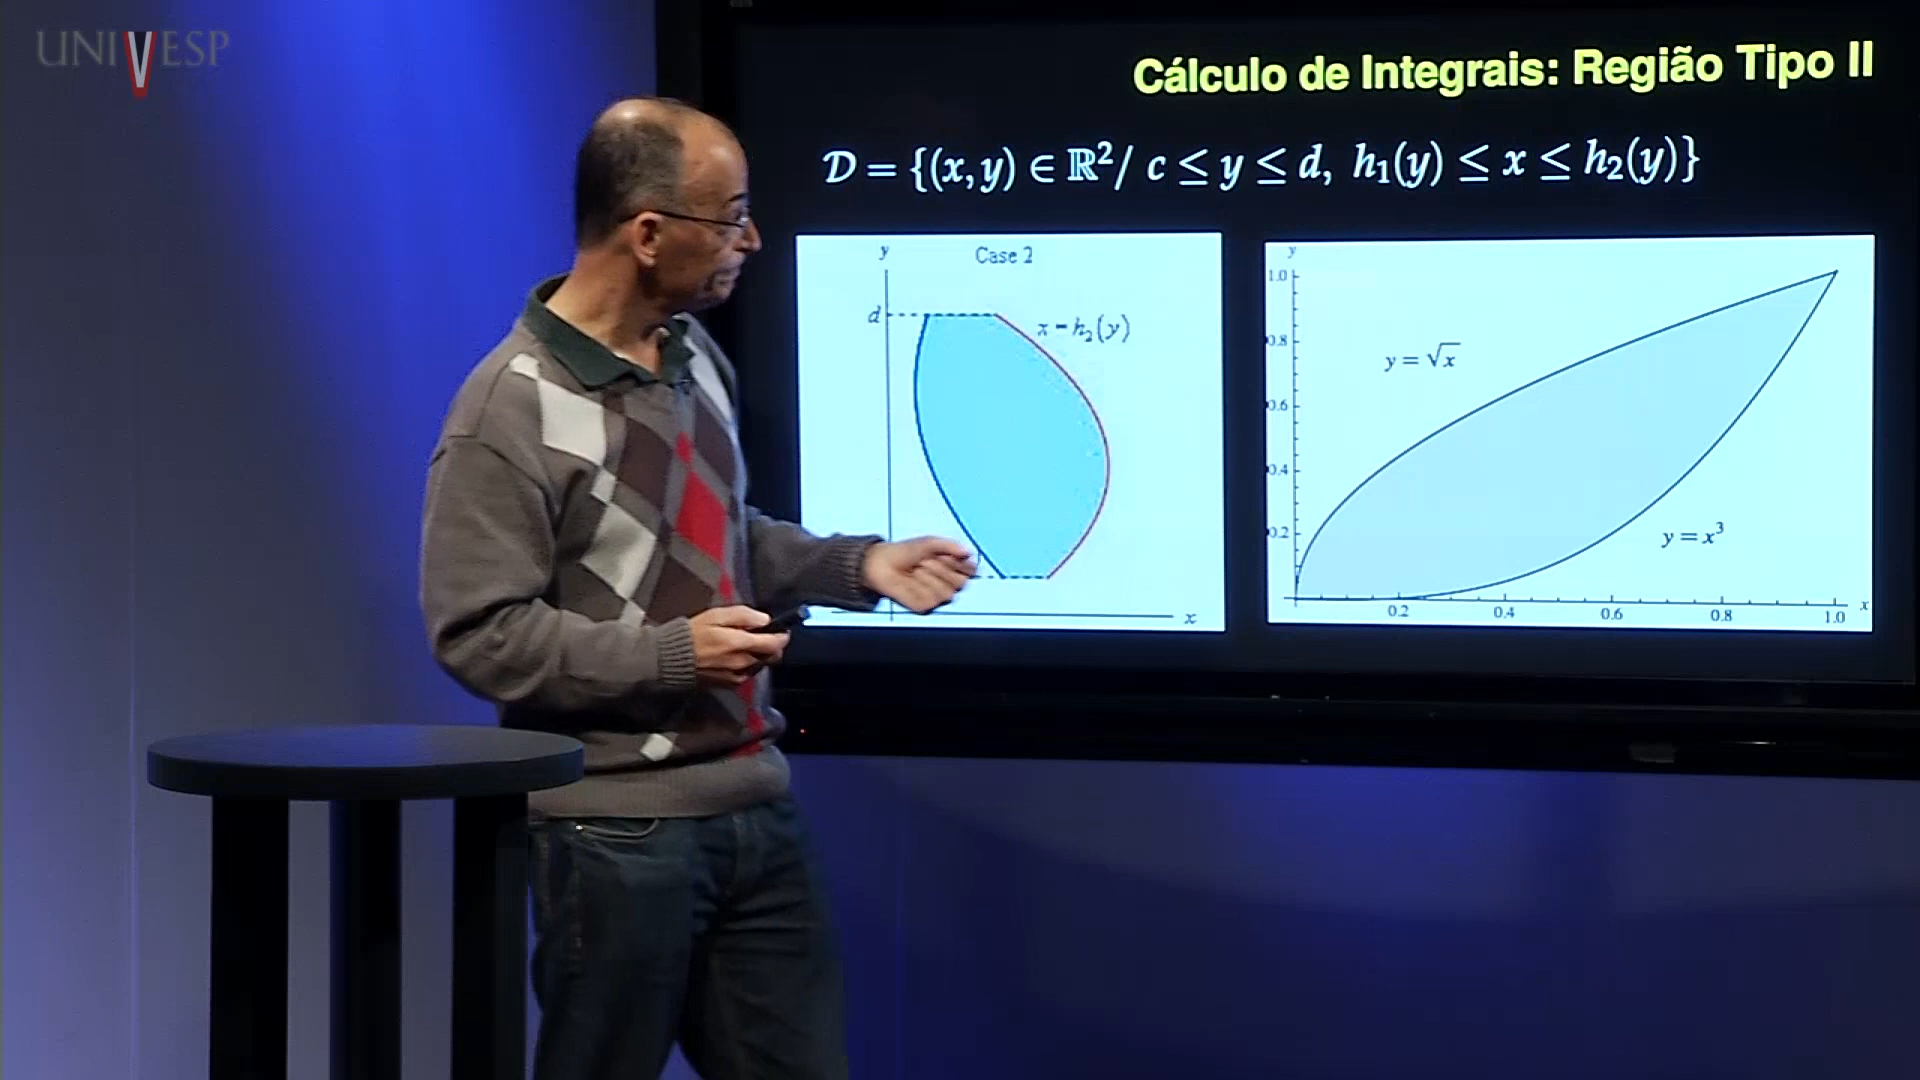 UNIVESP
Cálculo de Integrais: Região Tipo II
𝒟 = {(x, y) ∈ ℝ²/ c ≤ y ≤ d, h₁(y) ≤ x ≤ h₂(y)}
y
Case 2
d
x = h₂(y)
x
y
1.0
0.8
0.6
0.4
0.2
y = √x
y = x³
0.2 0.4 0.6 0.8 1.0
x